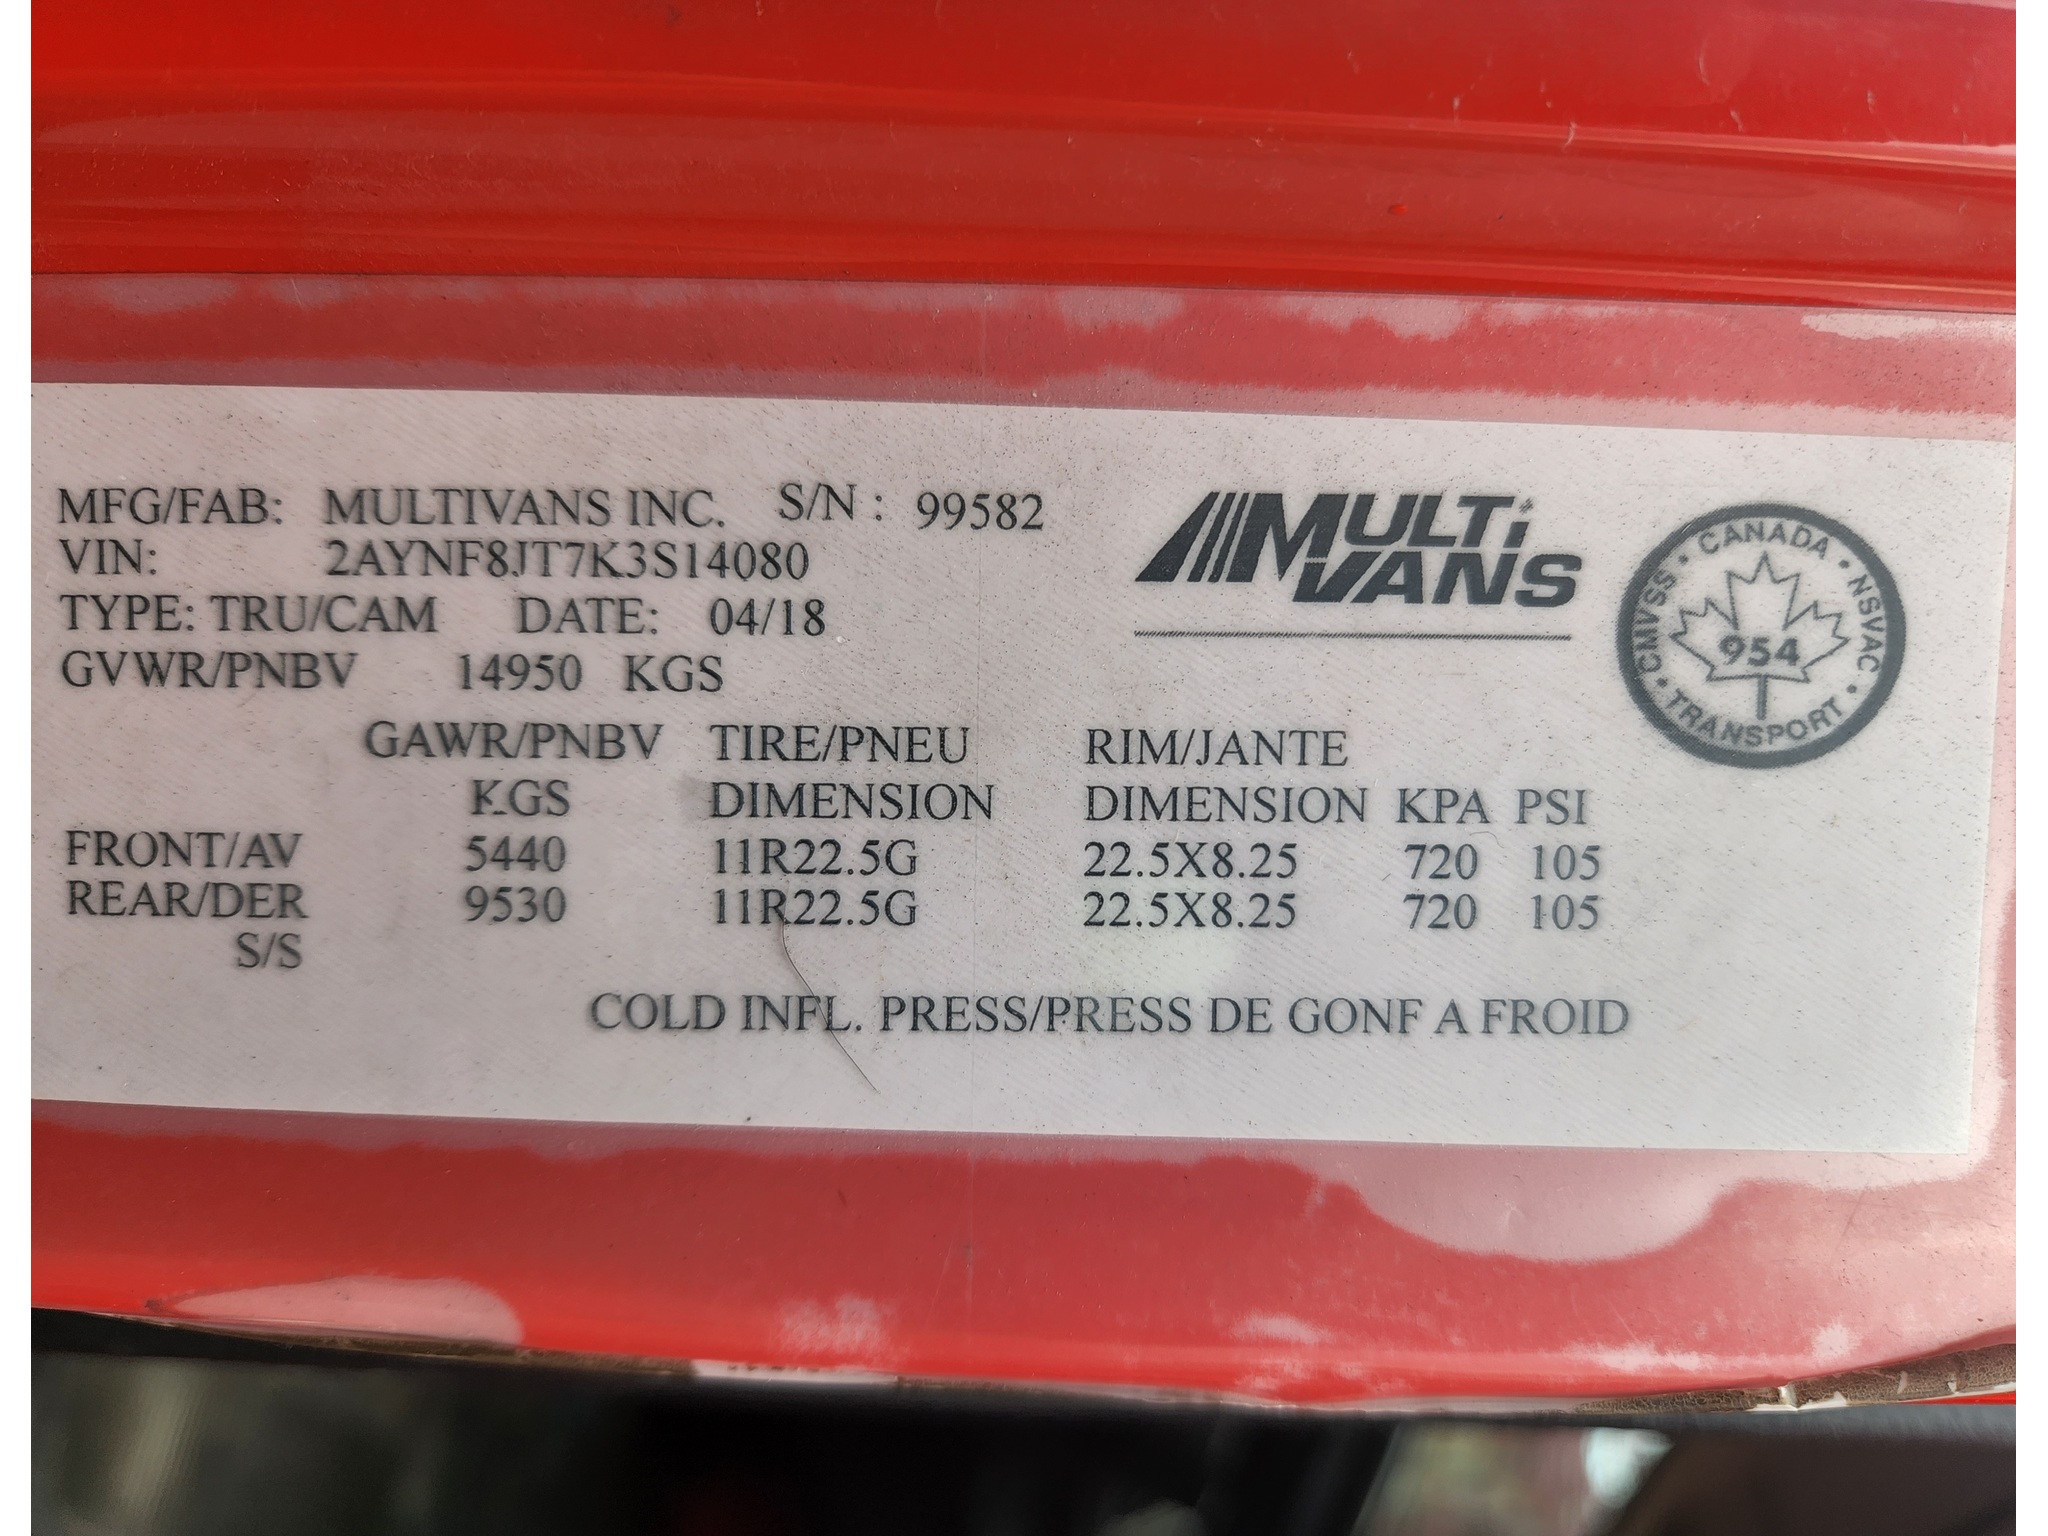 MFG/FAB: MULTIVANS INC. S/N : 99582
VIN: 2AYNF8JT7K3S14080
TYPE: TRU/CAM DATE: 04/18
GVWR/PNBV 14950 KGS
MULTi
VANS
CANADA
CMVSS • NSVAC
954
TRANSPORT
GAWR/PNBV TIRE/PNEU RIM/JANTE
KGS DIMENSION DIMENSION KPA PSI
FRONT/AV 5440 11R22.5G 22.5X8.25 720 105
REAR/DER 9530 11R22.5G 22.5X8.25 720 105
S/S
COLD INFL. PRESS/PRESS DE GONF A FROID